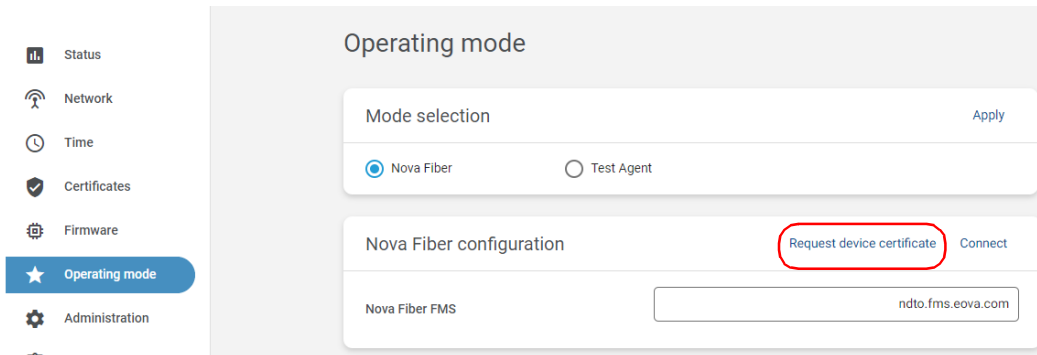 Status
Network
Time
Certificates
Firmware
Operating mode
Administration
Operating mode
Mode selection
Apply
Nova Fiber
Test Agent
Nova Fiber configuration
Request device certificate
Connect
Nova Fiber FMS
ndto.fms.eova.com